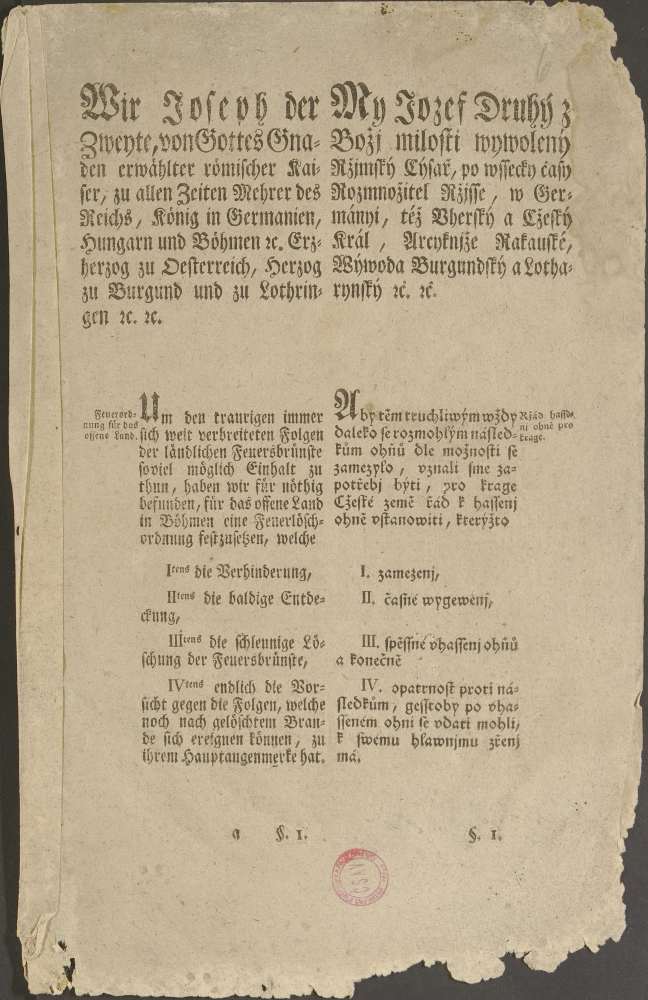 Wir Joseph der
Zweyte, von Gottes Gna-
den erwählter römischer Kai-
ser, zu allen Zeiten Mehrer des
Reichs, König in Germanien,
Hungarn und Böhmen ꝛc. Erz-
herzog zu Oesterreich, Herzog
zu Burgund und zu Lothrin-
gen ꝛc. ꝛc.
My Jozef Druhý z
Božj milosti wywolený
Ržjmský Cýsař, po wssecky časy
Rozmnožitel Ržjsse, w Ger-
mányi, též Vherský a Cžeský
Král, Arcyknjže Rakauské,
Wýwoda Burgundský a Lotha-
rynský ꝛč. ꝛč.
Feuerord-
nung für das
offene Land.
Um den traurigen immer
sich weit verbreiteten Folgen
der ländlichen Feuersbrünste
soviel möglich Einhalt zu
thun, haben wir für nöthig
befunden, für das offene Land
in Böhmen eine Feuerlösch-
ordnung festzusetzen, welche
Itens die Verhinderung,
IItens die baldige Entde-
ckung,
IIItens die schleunige Lö-
schung der Feuersbrünste,
IVtens endlich die Vor-
sicht gegen die Folgen, welche
noch nach gelöschtem Bran-
de sich ereignen können, zu
ihrem Hauptaugenmerke hat.
a §. 1.
Aby těm truchliwým wždy
daleko se rozmohlým násled-
kům ohňů dle možnosti se
zamezylo, vznali sme za-
potřebj býti, pro krage
Cžeské země řád k hassenj
ohně vstanowiti, kterýžto
Ržád hasse-
nj ohně pro
krage.
I. zamezenj,
II. časné wygewenj,
III. spěssné vhassenj ohňů
a konečně
IV. opatrnost proti ná-
sledkům, gesstoby po vha-
sseném ohni se vdati mohli,
k swému hlawnjmu zřenj
má.
§. 1.